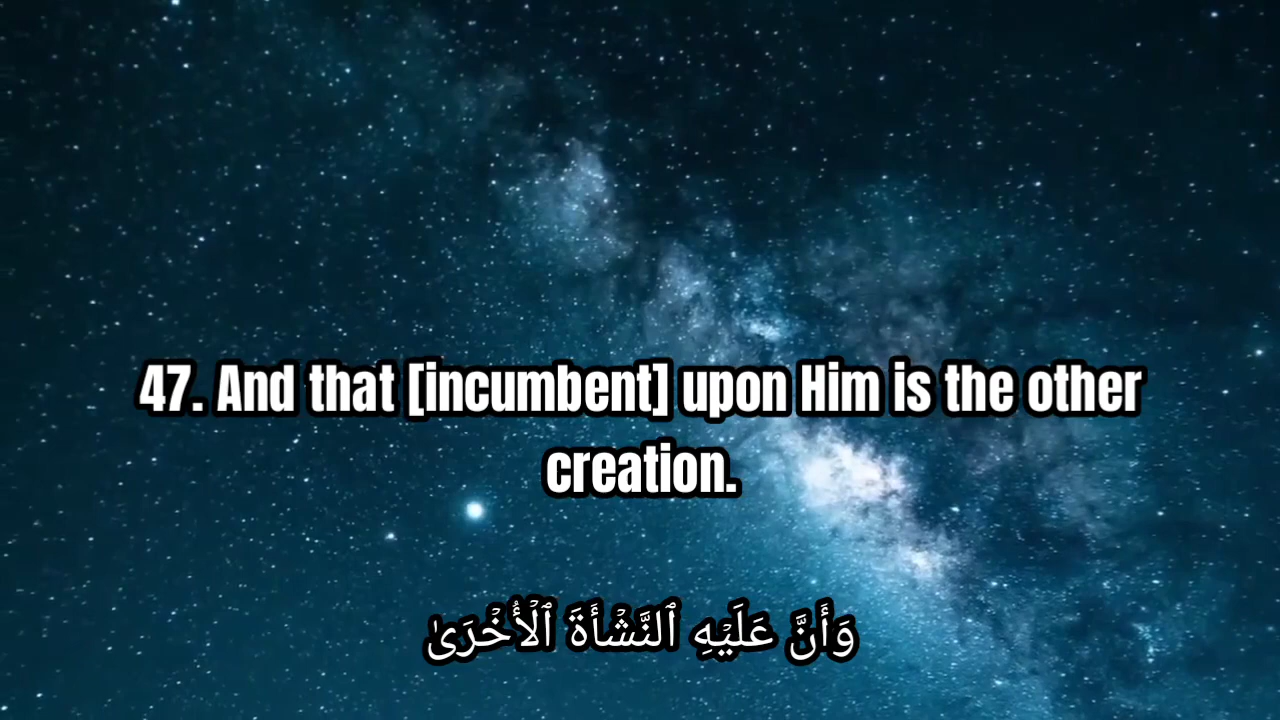 47. And that [incumbent] upon Him is the other
creation.
وَأَنَّ عَلَيۡهِ ٱلنَّشۡأَةَ ٱلۡأُخۡرَىٰ